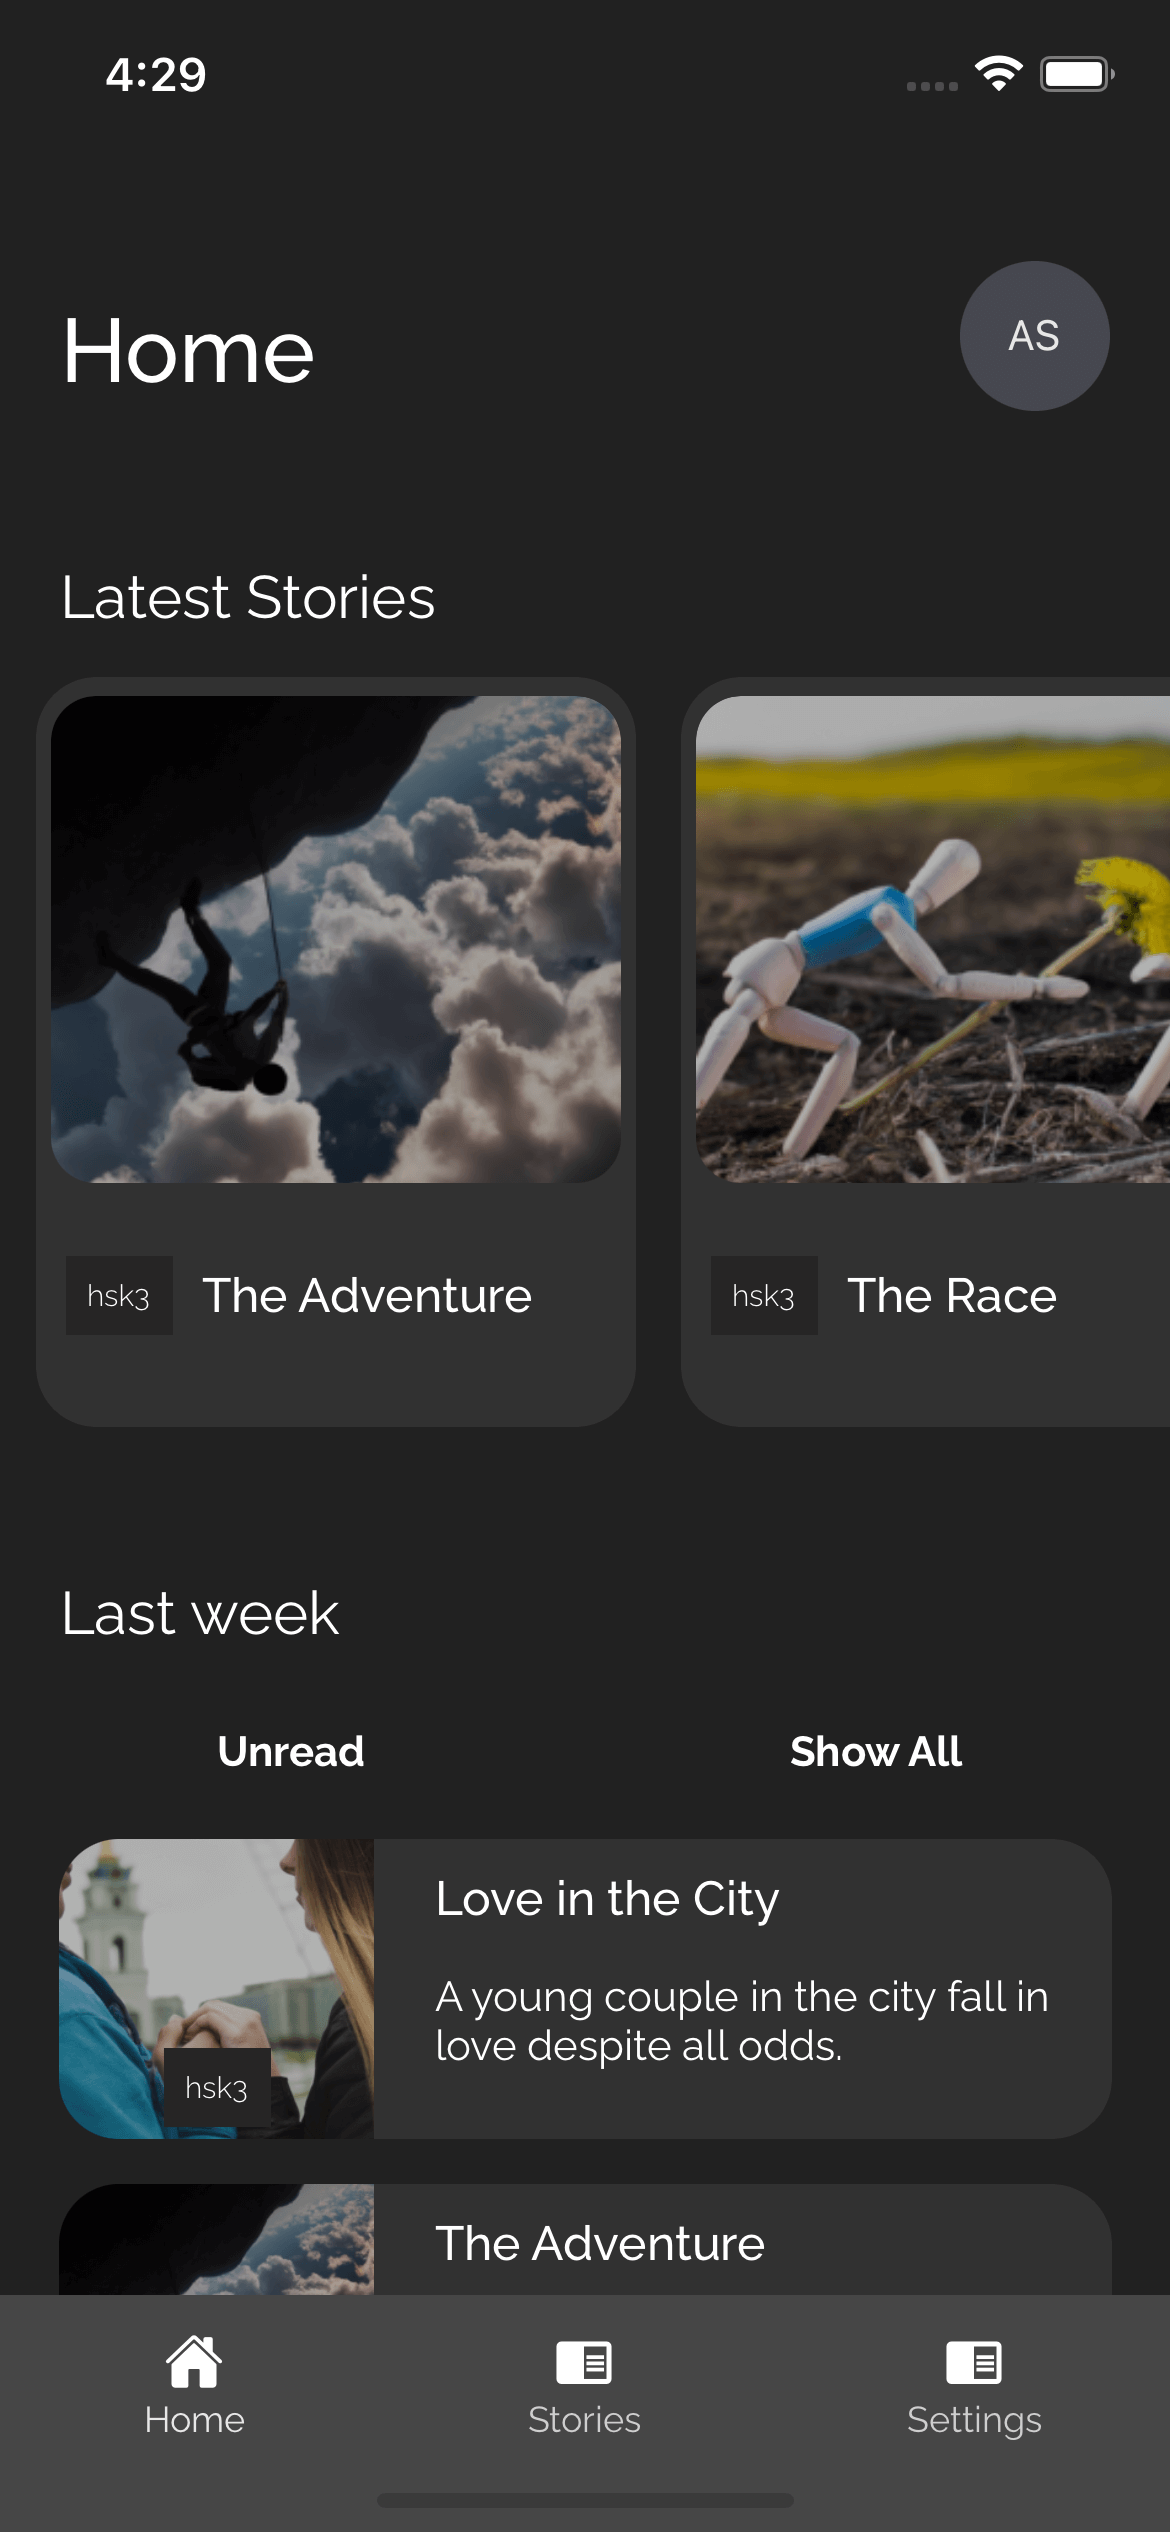 4:29
Home
AS
Latest Stories
hsk3 The Adventure
hsk3 The Race
Last week
Unread
Show All
Love in the City
A young couple in the city fall in
love despite all odds.
hsk3
The Adventure
Home
Stories
Settings